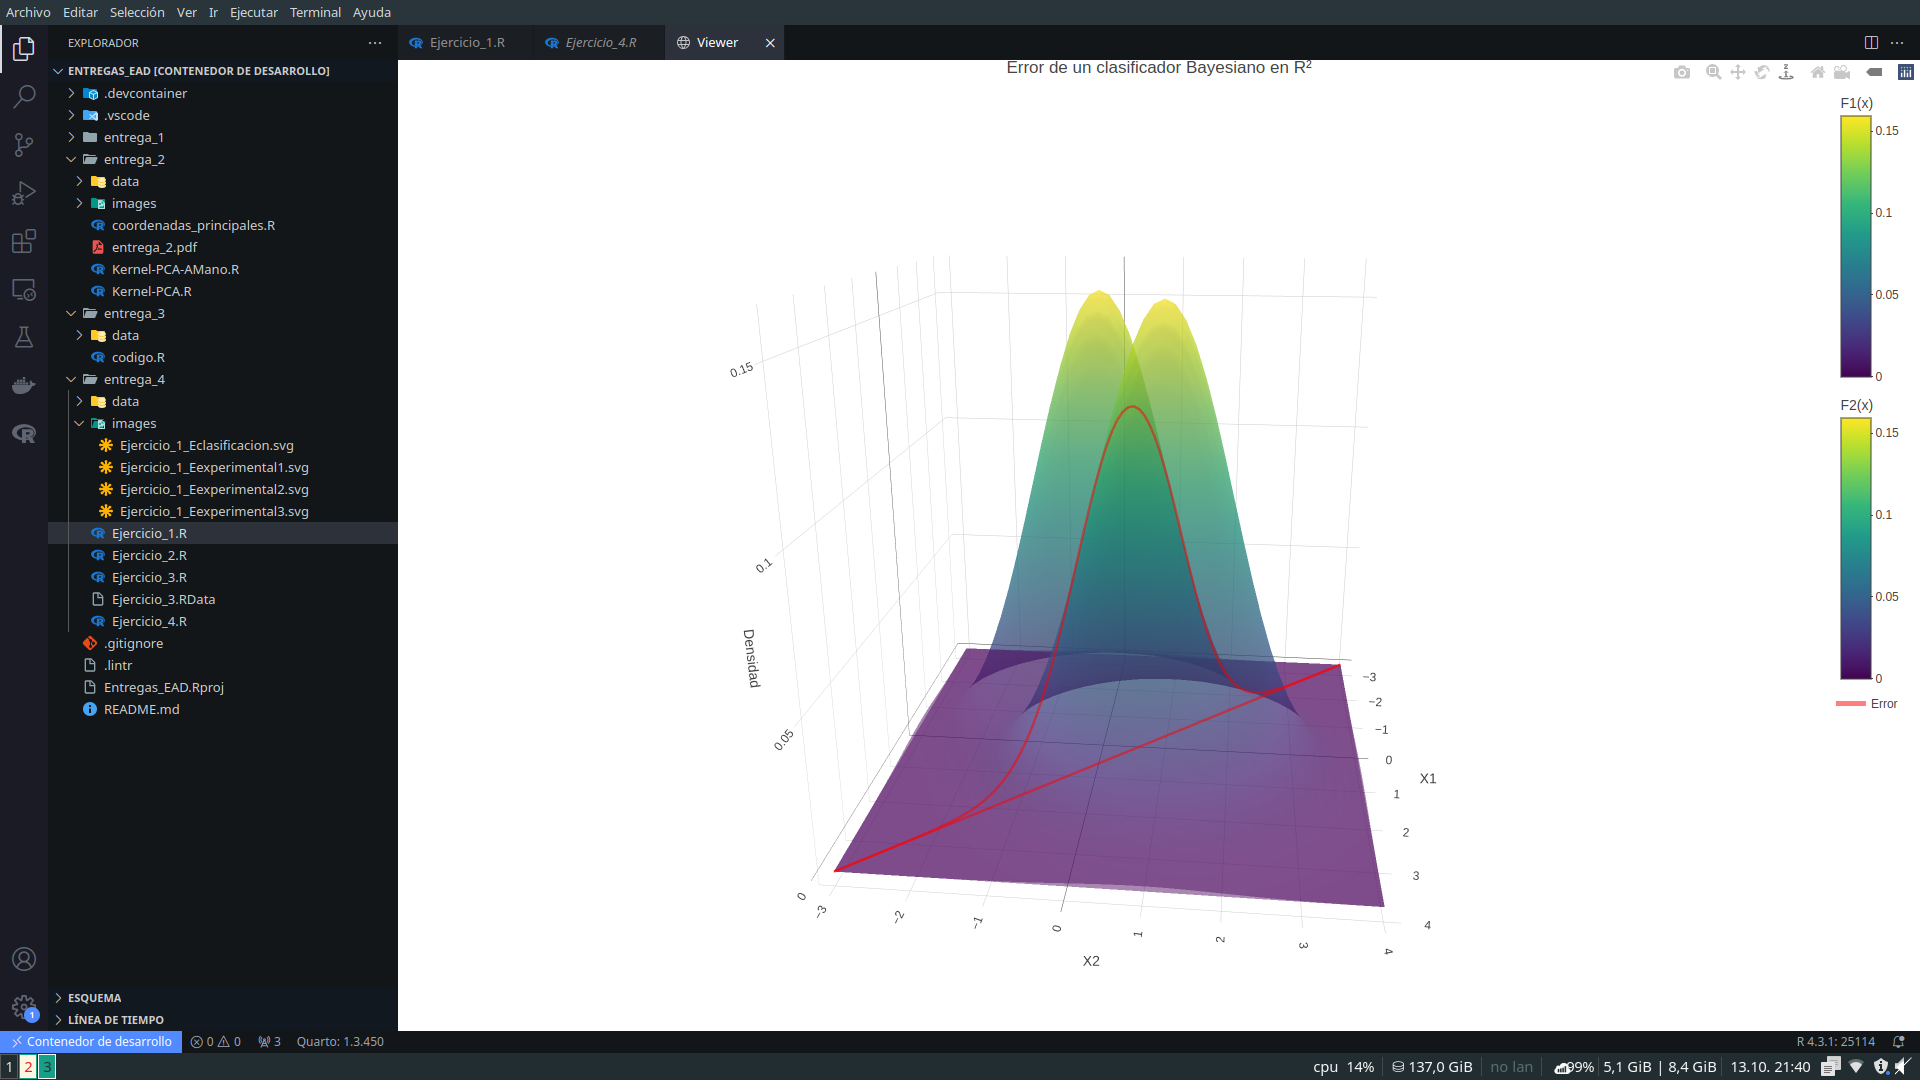 Archivo Editar Selección Ver Ir Ejecutar Terminal Ayuda
EXPLORADOR
Ejercicio_1.R
Ejercicio_4.R
Viewer
ENTREGAS_EAD [CONTENEDOR DE DESARROLLO]
.devcontainer
.vscode
entrega_1
entrega_2
data
images
coordenadas_principales.R
entrega_2.pdf
Kernel-PCA-AMano.R
Kernel-PCA.R
entrega_3
data
codigo.R
entrega_4
data
images
Ejercicio_1_Eclasificacion.svg
Ejercicio_1_Eexperimental1.svg
Ejercicio_1_Eexperimental2.svg
Ejercicio_1_Eexperimental3.svg
Ejercicio_1.R
Ejercicio_2.R
Ejercicio_3.R
Ejercicio_3.RData
Ejercicio_4.R
.gitignore
.lintr
Entregas_EAD.Rproj
README.md
ESQUEMA
LÍNEA DE TIEMPO
1
Error de un clasificador Bayesiano en R²
F1(x)
0.15
0.1
0.05
0
F2(x)
0.15
0.1
0.05
0
Error
0.15
0.1
0.05
0
Densidad
−3
−2
−1
0
1
2
3
4
X2
−3
−2
−1
0
1
2
3
4
X1
Contenedor de desarrollo 0 0 3 Quarto: 1.3.450
R 4.3.1: 25114
1 2 3
cpu 14% 137,0 GiB no lan 99% 5,1 GiB | 8,4 GiB 13.10. 21:40